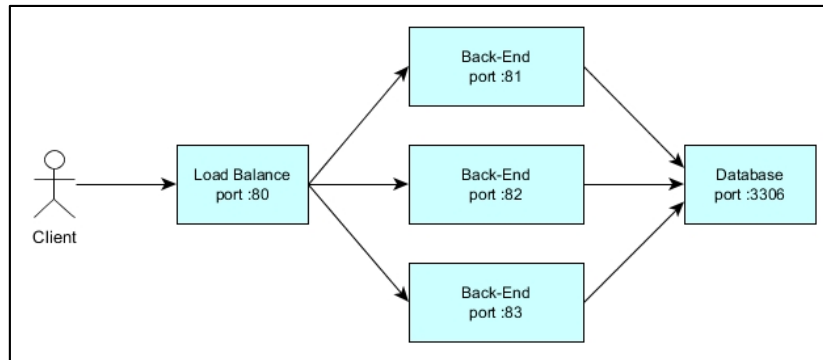 Back-End
port :81
Load Balance
port :80
Back-End
port :82
Database
port :3306
Client
Back-End
port :83